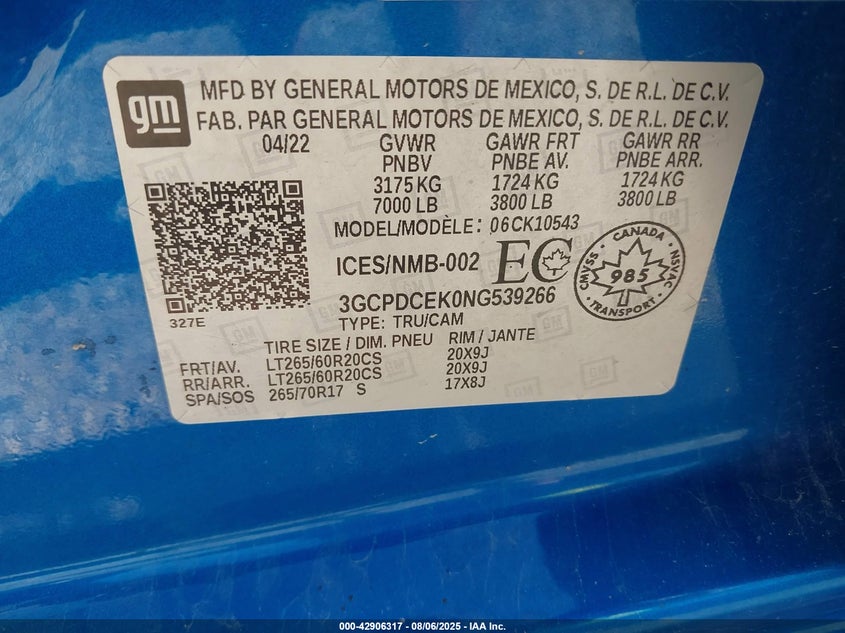 gm
MFD BY GENERAL MOTORS DE MEXICO, S. DE R.L. DE C.V.
FAB. PAR GENERAL MOTORS DE MEXICO, S. DE R.L. DE C.V.
04/22 GVWR GAWR FRT GAWR RR
PNBV PNBE AV. PNBE ARR.
3175 KG 1724 KG 1724 KG
7000 LB 3800 LB 3800 LB
MODEL/MODÈLE: 06CK10543
ICES/NMB-002 EC
CANADA
CMVSS 985 NSVAC
TRANSPORT
3GCPDCEK0NG539266
327E
TYPE: TRU/CAM
TIRE SIZE / DIM. PNEU RIM / JANTE
FRT/AV. LT265/60R20CS 20X9J
RR/ARR. LT265/60R20CS 20X9J
SPA/SOS 265/70R17 S 17X8J
000-42906317 - 08/06/2025 - IAA Inc.